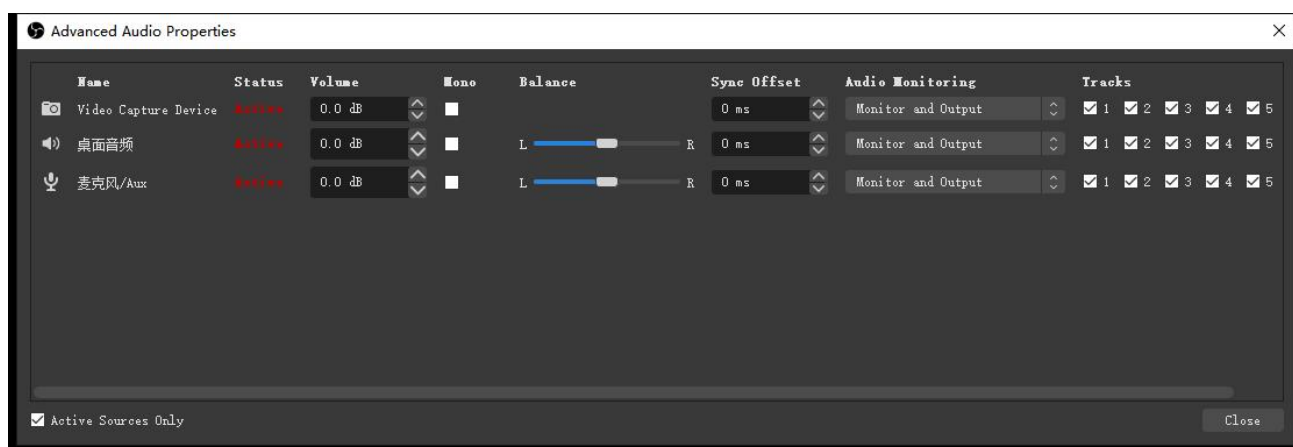 Advanced Audio Properties
Name Status Volume Mono Balance Sync Offset Audio Monitoring Tracks
Video Capture Device Active 0.0 dB 0 ms Monitor and Output 1 2 3 4 5
桌面音频 Active 0.0 dB L R 0 ms Monitor and Output 1 2 3 4 5
麦克风/Aux Active 0.0 dB L R 0 ms Monitor and Output 1 2 3 4 5
Active Sources Only Close